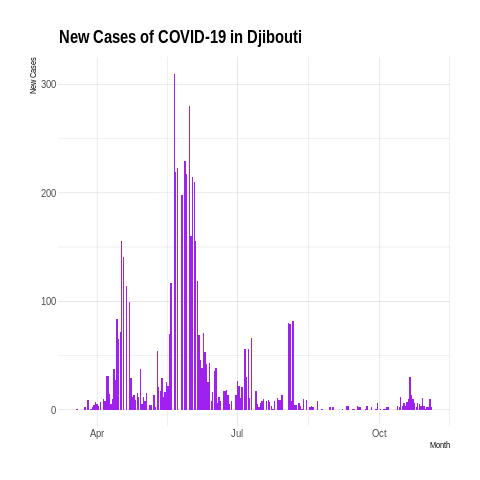 New Cases of COVID-19 in Djibouti
New Cases
300
200
100
0
Apr
Jul
Oct
Month